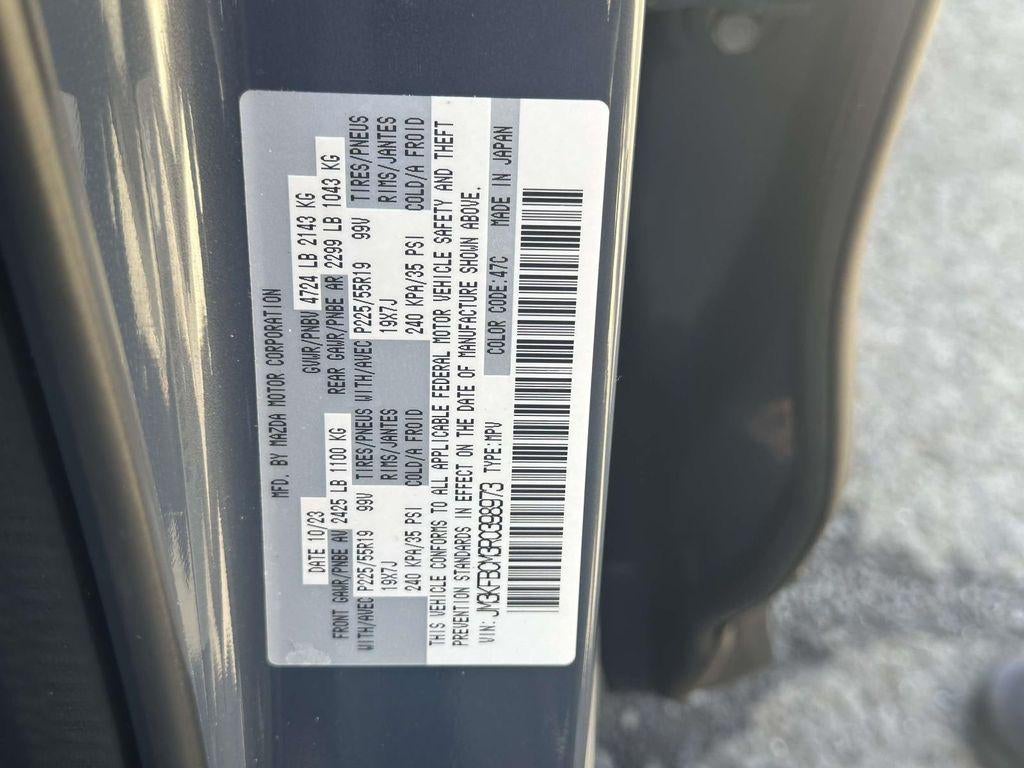 MFD. BY MAZDA MOTOR CORPORATION
DATE 10/23 GVWR/PNBV 4724 LB 2143 KG
FRONT GAWR/PNBE AV 2425 LB 1100 KG REAR GAWR/PNBE AR 2299 LB 1043 KG
WITH/AVEC P225/55R19 99V TIRES/PNEUS WITH/AVEC P225/55R19 99V TIRES/PNEUS
19X7J RIMS/JANTES 19X7J RIMS/JANTES
240 KPA/35 PSI COLD/A FROID 240 KPA/35 PSI COLD/A FROID
THIS VEHICLE CONFORMS TO ALL APPLICABLE FEDERAL MOTOR VEHICLE SAFETY AND THEFT
PREVENTION STANDARDS IN EFFECT ON THE DATE OF MANUFACTURE SHOWN ABOVE.
VIN: JM3KFBCM3R0398973 TYPE:MPV COLOR CODE:47C MADE IN JAPAN